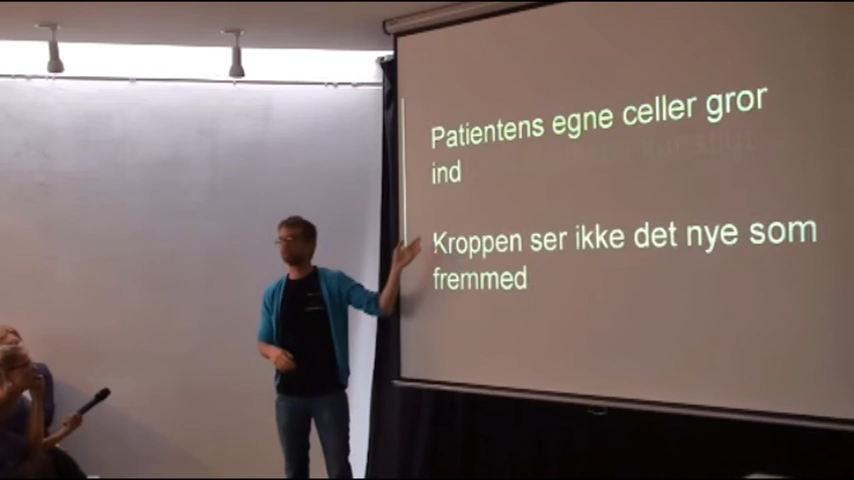 Patientens egne celler gror
ind
Kroppen ser ikke det nye som
fremmed